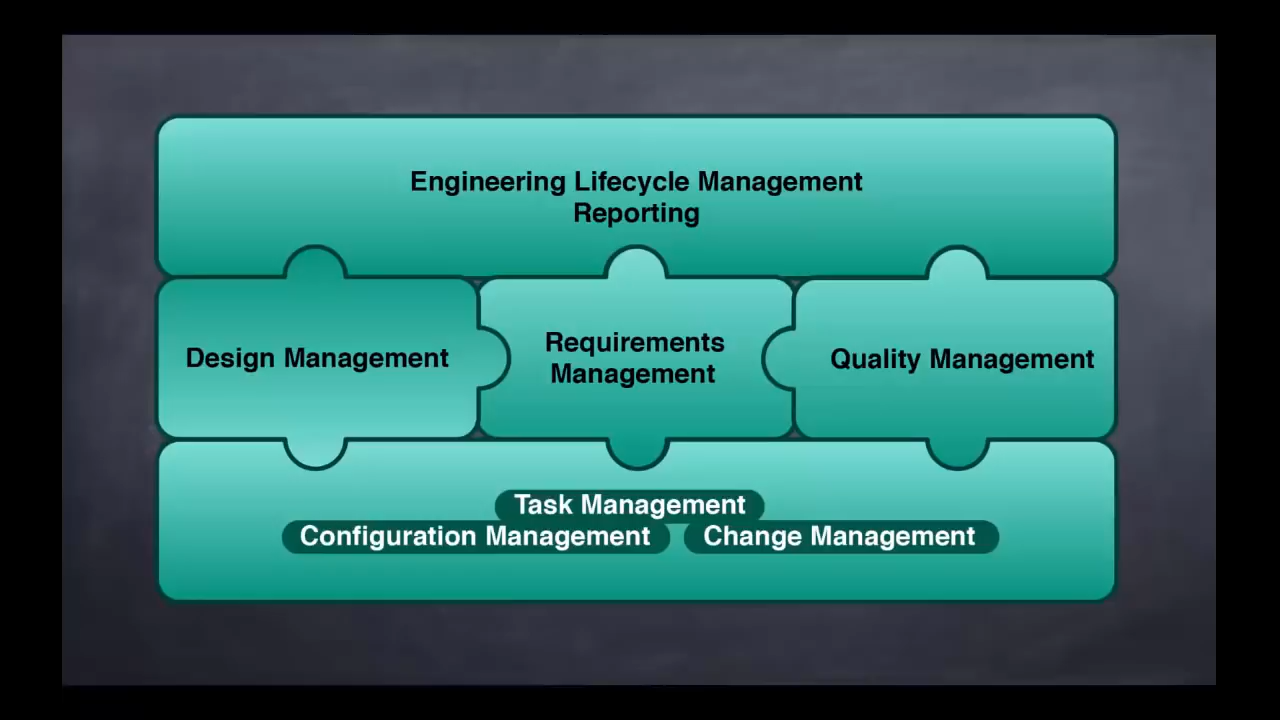 Engineering Lifecycle Management
Reporting
Design Management
Requirements
Management
Quality Management
Task Management
Configuration Management
Change Management